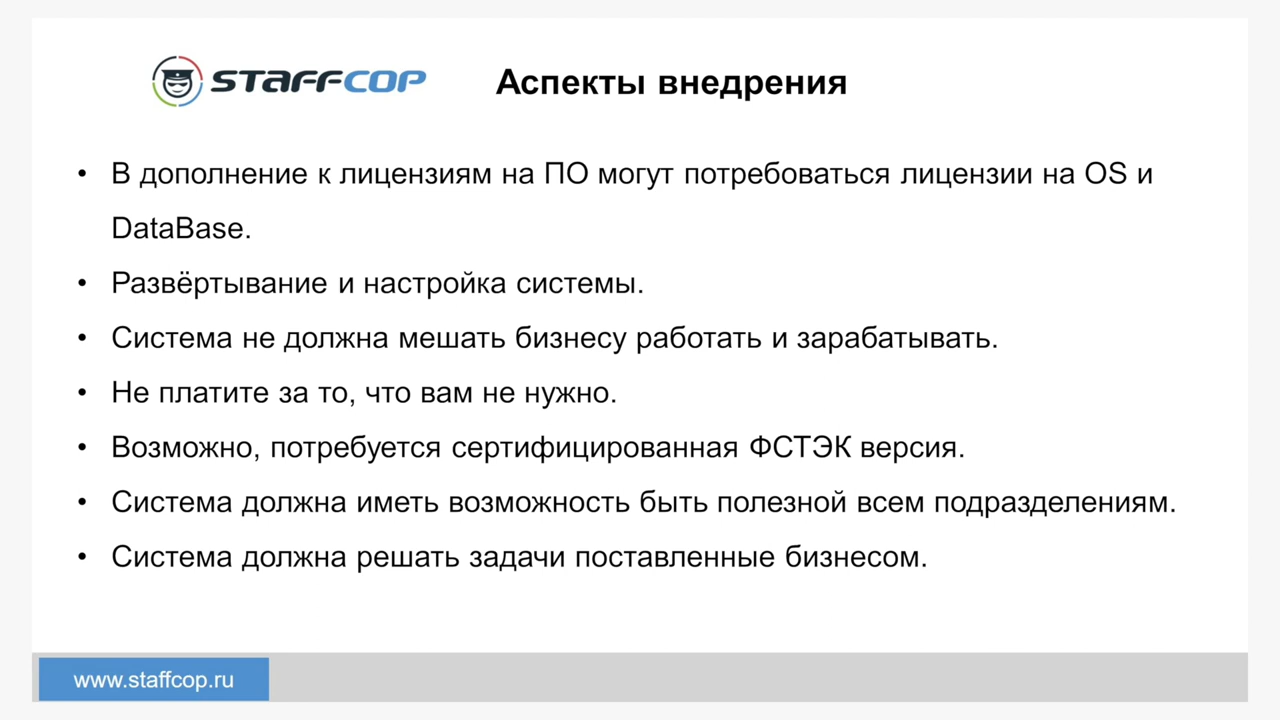 STAFFCOP
Аспекты внедрения
• В дополнение к лицензиям на ПО могут потребоваться лицензии на OS и
DataBase.
• Развёртывание и настройка системы.
• Система не должна мешать бизнесу работать и зарабатывать.
• Не платите за то, что вам не нужно.
• Возможно, потребуется сертифицированная ФСТЭК версия.
• Система должна иметь возможность быть полезной всем подразделениям.
• Система должна решать задачи поставленные бизнесом.
www.staffcop.ru